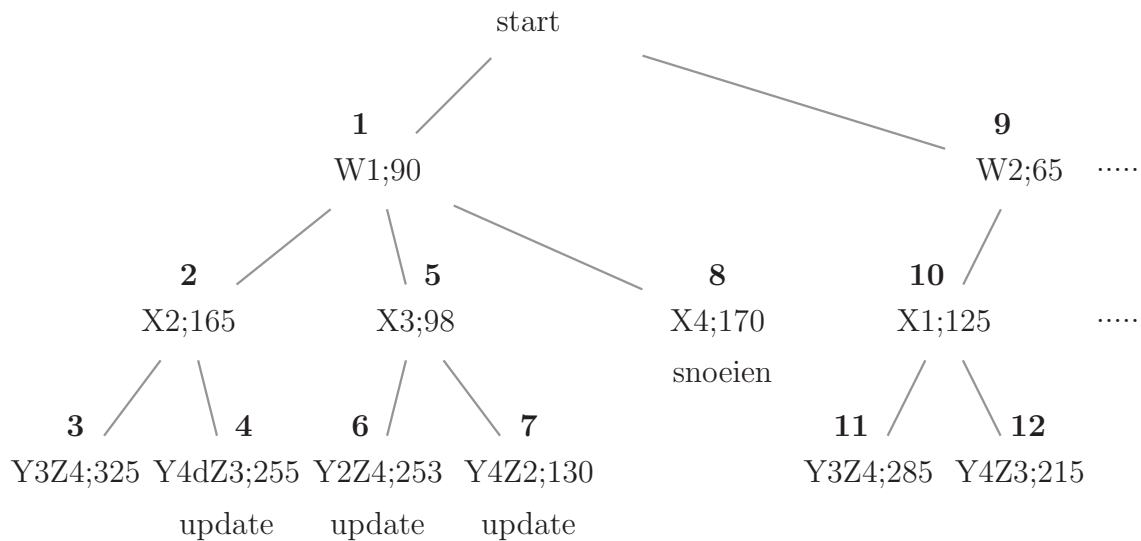 start
1 9
W1;90 W2;65 .....
2 5 8 10
X2;165 X3;98 X4;170 X1;125 .....
snoeien
3 4 6 7 11 12
Y3Z4;325 Y4dZ3;255 Y2Z4;253 Y4Z2;130 Y3Z4;285 Y4Z3;215
update update update